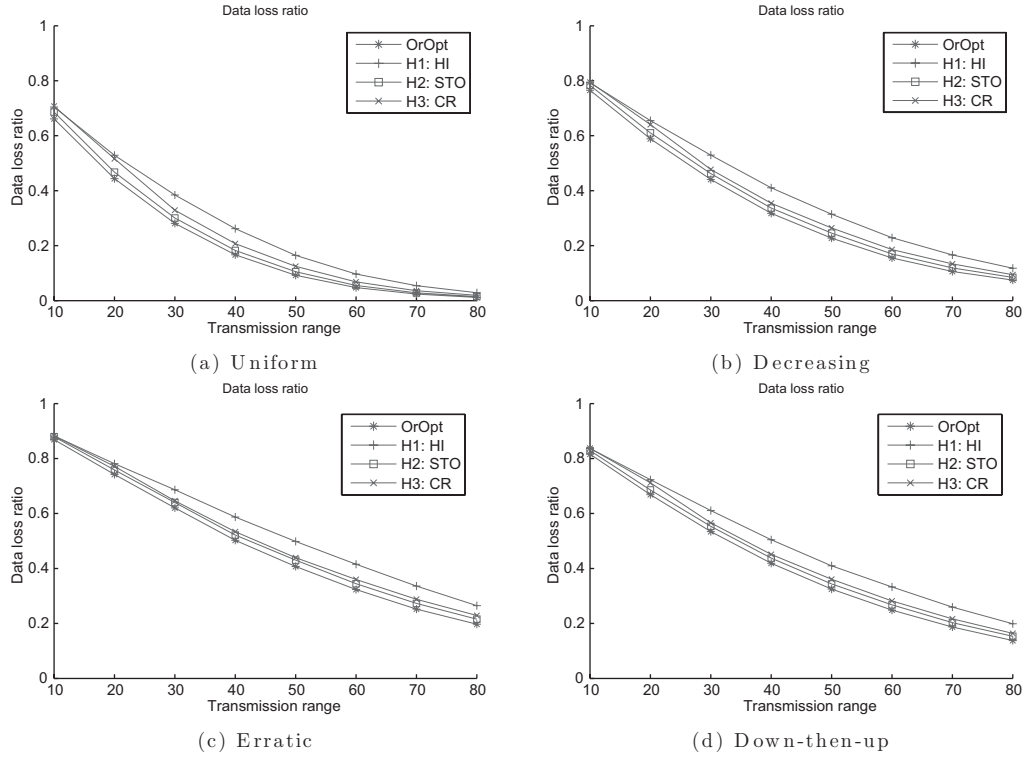 Data loss ratio
1
0.8
0.6
0.4
0.2
0
Data loss ratio
OrOpt
H1: HI
H2: STO
H3: CR
10 20 30 40 50 60 70 80
Transmission range
(a) Uniform
Data loss ratio
1
0.8
0.6
0.4
0.2
0
Data loss ratio
OrOpt
H1: HI
H2: STO
H3: CR
10 20 30 40 50 60 70 80
Transmission range
(b) Decreasing
Data loss ratio
1
0.8
0.6
0.4
0.2
0
Data loss ratio
OrOpt
H1: HI
H2: STO
H3: CR
10 20 30 40 50 60 70 80
Transmission range
(c) Erratic
Data loss ratio
1
0.8
0.6
0.4
0.2
0
Data loss ratio
OrOpt
H1: HI
H2: STO
H3: CR
10 20 30 40 50 60 70 80
Transmission range
(d) Down-then-up